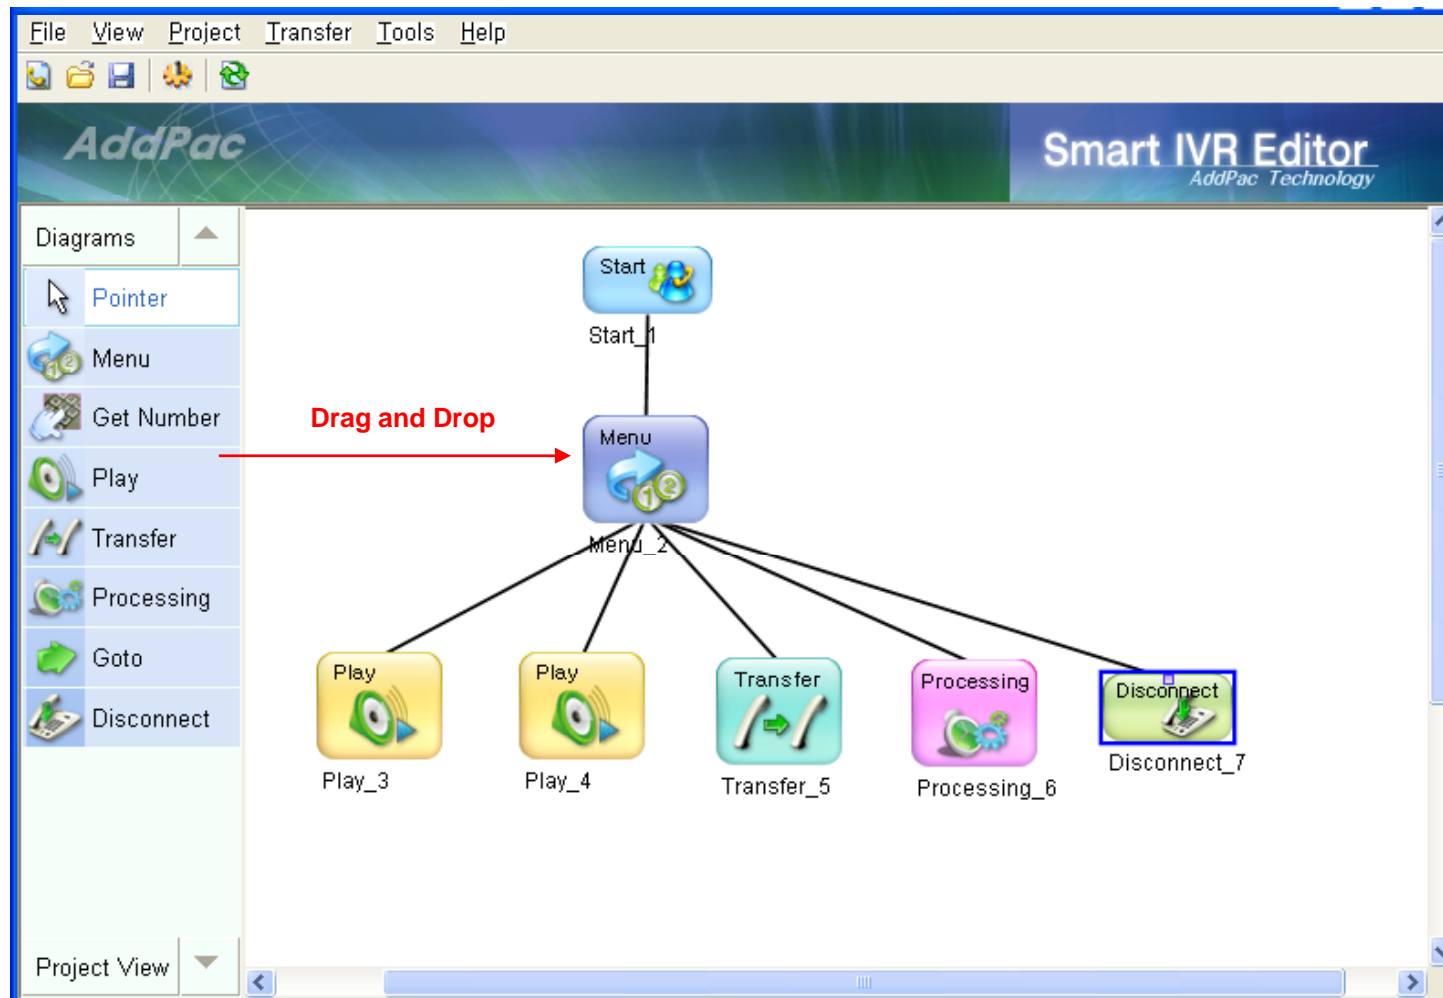 File View Project Transfer Tools Help
AddPac
Smart IVR Editor
AddPac Technology
Diagrams
Pointer
Menu
Get Number
Play
Transfer
Processing
Goto
Disconnect
Project View
Drag and Drop
Start
Start_1
Menu
1 2
Menu_2
Play
Play_3
Play
Play_4
Transfer
Transfer_5
Processing
Processing_6
Disconnect
Disconnect_7